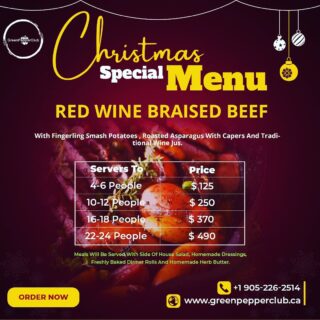 GreenPepperClub
Christmas
Special Menu
RED WINE BRAISED BEEF
With Fingerling Smash Potatoes , Roasted Asparagus With Capers And Tradi-
tional Wine Jus.
Servers To Price
4-6 People $ 125
10-12 People $ 250
16-18 People $ 370
22-24 People $ 490
Meals Will Be Served With Side Of House Salad, Homemade Dressings,
Freshly Baked Dinner Rolls And Homemade Herb Butter.
ORDER NOW
+1 905-226-2514
www.greenpepperclub.ca